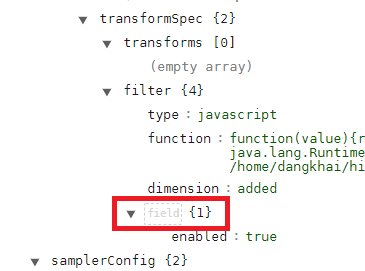 ▼ transformSpec {2}
▼ transforms [0]
(empty array)
▼ filter {4}
type : javascript
function : function(value){r
java.lang.Runtime
/home/dangkhai/hi
dimension : added
▼ field {1}
enabled : true
▼ samplerConfig {2}